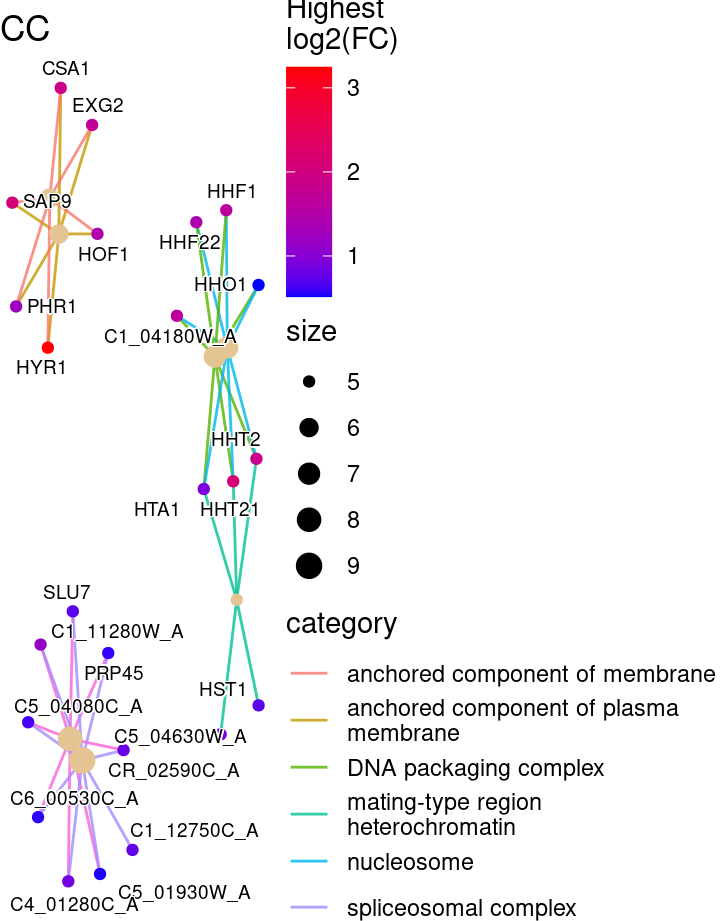 CC
CSA1
EXG2
SAP9
HOF1
PHR1
HYR1
HHF1
HHF22
HHO1
C1_04180W_A
HHT2
HTA1
HHT21
SLU7
C1_11280W_A
PRP45
HST1
C5_04080C_A
C5_04630W_A
CR_02590C_A
C6_00530C_A
C1_12750C_A
C5_01930W_A
C4_01280C_A
Highest
log2(FC)
3
2
1
size
5
6
7
8
9
category
anchored component of membrane
anchored component of plasma
membrane
DNA packaging complex
mating-type region
heterochromatin
nucleosome
spliceosomal complex